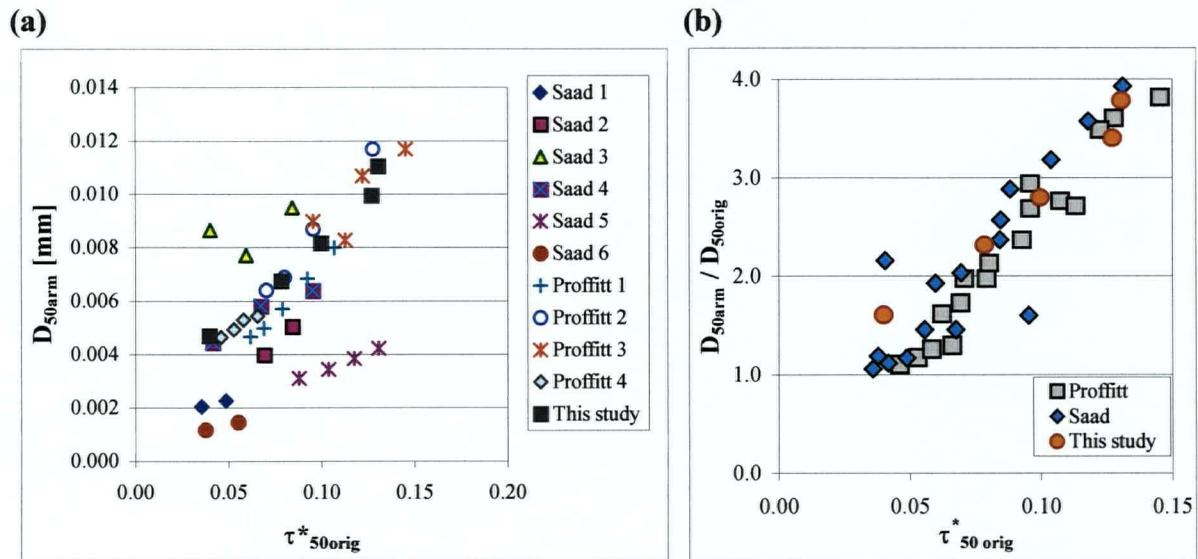 (a)
0.014
0.012
0.010
0.008
0.006
0.004
0.002
0.000
D50arm [mm]
0.00 0.05 0.10 0.15 0.20
τ*50orig
Saad 1
Saad 2
Saad 3
Saad 4
Saad 5
Saad 6
Proffitt 1
Proffitt 2
Proffitt 3
Proffitt 4
This study
(b)
4.0
3.0
2.0
1.0
0.0
D50arm / D50orig
0.00 0.05 0.10 0.15
τ*50 orig
Proffitt
Saad
This study